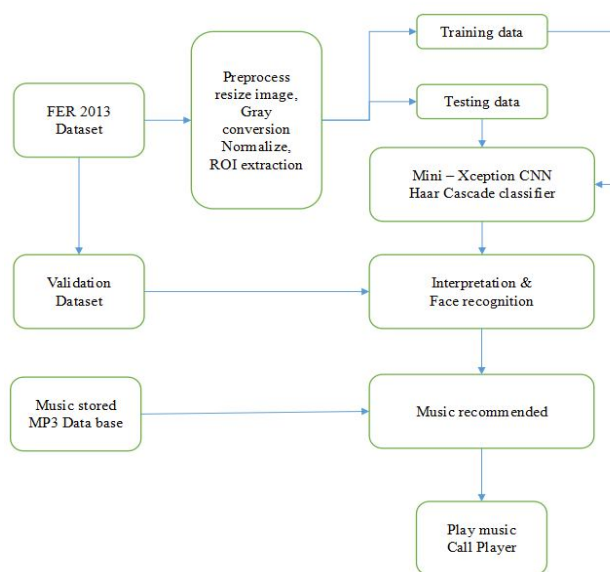 Training data
Preprocess
resize image,
Gray
conversion
Normalize,
ROI extraction
FER 2013
Dataset
Testing data
Mini – Xception CNN
Haar Cascade classifier
Validation
Dataset
Interpretation &
Face recognition
Music stored
MP3 Data base
Music recommended
Play music
Call Player